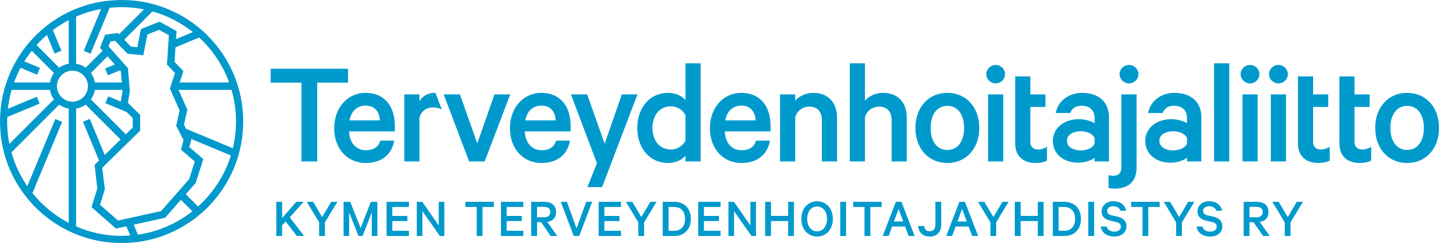 Terveydenhoitajaliitto
KYMEN TERVEYDENHOITAJAYHDISTYS RY